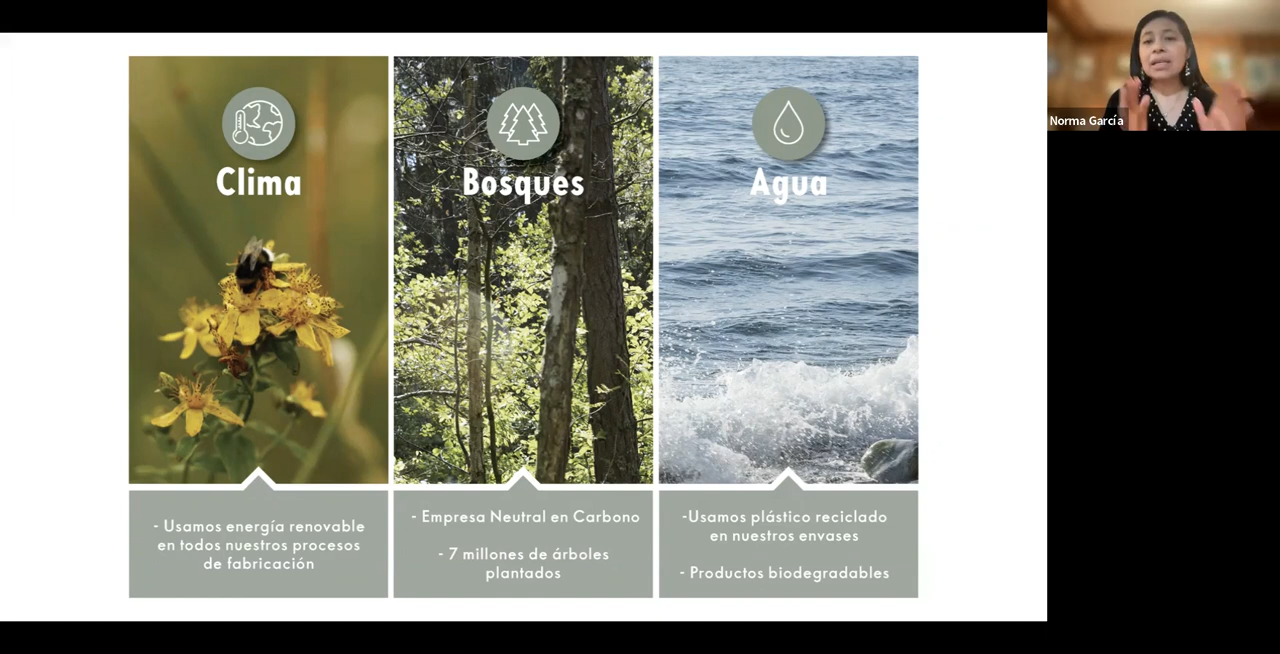 Clima
- Usamos energía renovable
en todos nuestros procesos
de fabricación
Bosques
- Empresa Neutral en Carbono
- 7 millones de árboles
plantados
Agua
-Usamos plástico reciclado
en nuestros envases
- Productos biodegradables
Norma García